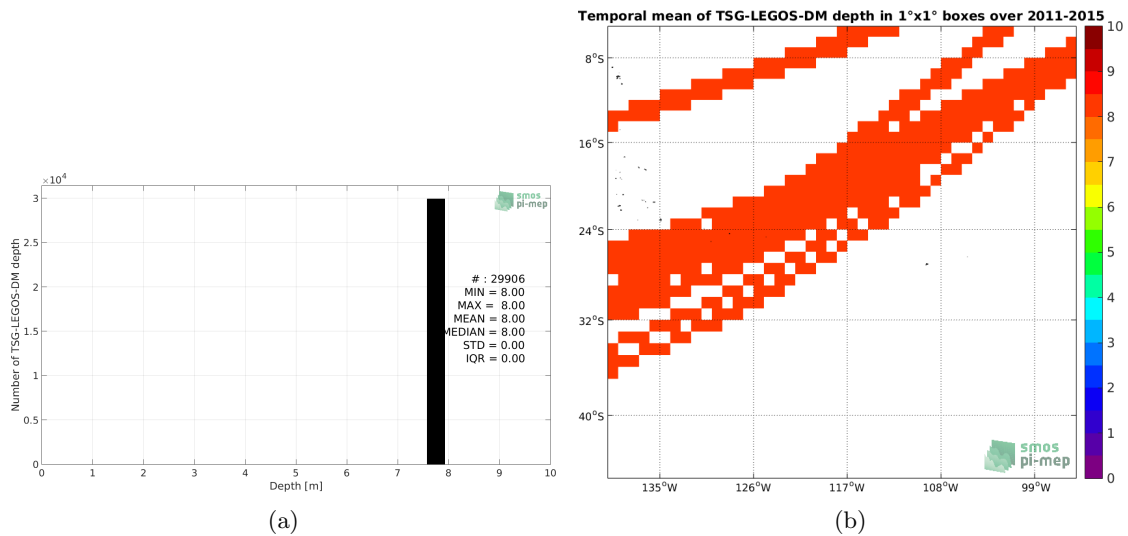 Temporal mean of TSG-LEGOS-DM depth in 1°x1° boxes over 2011-2015
×10⁴
3
2.5
2
1.5
1
0.5
0
Number of TSG-LEGOS-DM depth
smos
pi-mep
# : 29906
MIN = 8.00
MAX = 8.00
MEAN = 8.00
MEDIAN = 8.00
STD = 0.00
IQR = 0.00
0 1 2 3 4 5 6 7 8 9 10
Depth [m]
(a)
8°S
16°S
24°S
32°S
40°S
135°W 126°W 117°W 108°W 99°W
smos
pi-mep
10
9
8
7
6
5
4
3
2
1
0
(b)